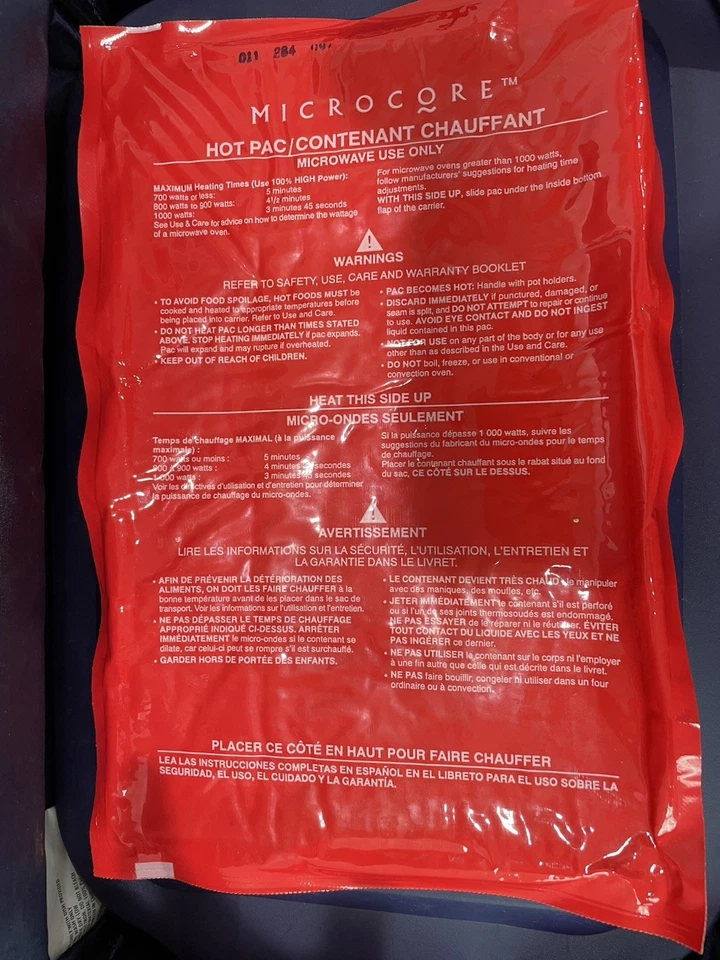 011 284
MICROCORE™
HOT PAC/CONTENANT CHAUFFANT
MICROWAVE USE ONLY
MAXIMUM Heating Times (Use 100% HIGH Power):
700 watts or less: 5 minutes
800 watts to 900 watts: 4½ minutes
1000 watts: 3 minutes 45 seconds
See Use & Care for advice on how to determine the wattage
of a microwave oven.
For microwave ovens greater than 1000 watts,
follow manufacturers' suggestions for heating time
adjustments.
WITH THIS SIDE UP, slide pac under the inside bottom
flap of the carrier.
WARNINGS
REFER TO SAFETY, USE, CARE AND WARRANTY BOOKLET
• TO AVOID FOOD SPOILAGE, HOT FOODS MUST be
cooked and heated to appropriate temperatures before
being placed into carrier. Refer to Use and Care.
• DO NOT HEAT PAC LONGER THAN TIMES STATED
ABOVE. STOP HEATING IMMEDIATELY if pac expands.
Pac will expand and may rupture if overheated.
• KEEP OUT OF REACH OF CHILDREN.
• PAC BECOMES HOT: Handle with pot holders.
• DISCARD IMMEDIATELY if punctured, damaged, or
seam is split, and DO NOT ATTEMPT to repair or continue
to use. AVOID EYE CONTACT AND DO NOT INGEST
liquid contained in this pac.
• NOT FOR USE on any part of the body or for any use
other than as described in the Use and Care.
• DO NOT boil, freeze, or use in conventional or
convection oven.
HEAT THIS SIDE UP
MICRO-ONDES SEULEMENT
Temps de chauffage MAXIMAL (à la puissance
maximale) :
700 watts ou moins : 5 minutes
900 watts : 4 minutes secondes
watts : 3 minutes 45 secondes
Voir les directives d'utilisation et d'entretien pour déterminer
la puissance de chauffage du micro-ondes.
Si la puissance dépasse 1 000 watts, suivre les
suggestions du fabricant du micro-ondes pour le temps
de chauffage.
Placer le contenant chauffant sous le rabat situé au fond
du sac, CE CÔTÉ SUR LE DESSUS.
AVERTISSEMENT
LIRE LES INFORMATIONS SUR LA SÉCURITÉ, L'UTILISATION, L'ENTRETIEN ET
LA GARANTIE DANS LE LIVRET.
• AFIN DE PRÉVENIR LA DÉTÉRIORATION DES
ALIMENTS, ON DOIT LES FAIRE CHAUFFER à la
bonne température avant de les placer dans le sac de
transport. Voir les informations sur l'utilisation et l'entretien.
• NE PAS DÉPASSER LE TEMPS DE CHAUFFAGE
APPROPRIÉ INDIQUÉ CI-DESSUS. ARRÊTER
IMMÉDIATEMENT le micro-ondes si le contenant se
dilate, car celui-ci peut se rompre s'il est surchauffé.
• GARDER HORS DE PORTÉE DES ENFANTS.
• LE CONTENANT DEVIENT TRÈS CHAUD : le manipuler
avec des maniques, des moufles, etc.
• JETER IMMÉDIATEMENT le contenant s'il est perforé
ou si l'un de ses joints thermosoudés est endommagé.
NE PAS ESSAYER de le réparer ni le réutiliser. ÉVITER
TOUT CONTACT DU LIQUIDE AVEC LES YEUX ET NE
PAS INGÉRER ce dernier.
• NE PAS UTILISER le contenant sur le corps ni l'employer
à une fin autre que celle qui est décrite dans le livret.
• NE PAS faire bouillir, congeler ni utiliser dans un four
ordinaire ou à convection.
PLACER CE CÔTÉ EN HAUT POUR FAIRE CHAUFFER
LEA LAS INSTRUCCIONES COMPLETAS EN ESPAÑOL EN EL LIBRETO PARA EL USO SOBRE LA
SEGURIDAD, EL USO, EL CUIDADO Y LA GARANTÍA.